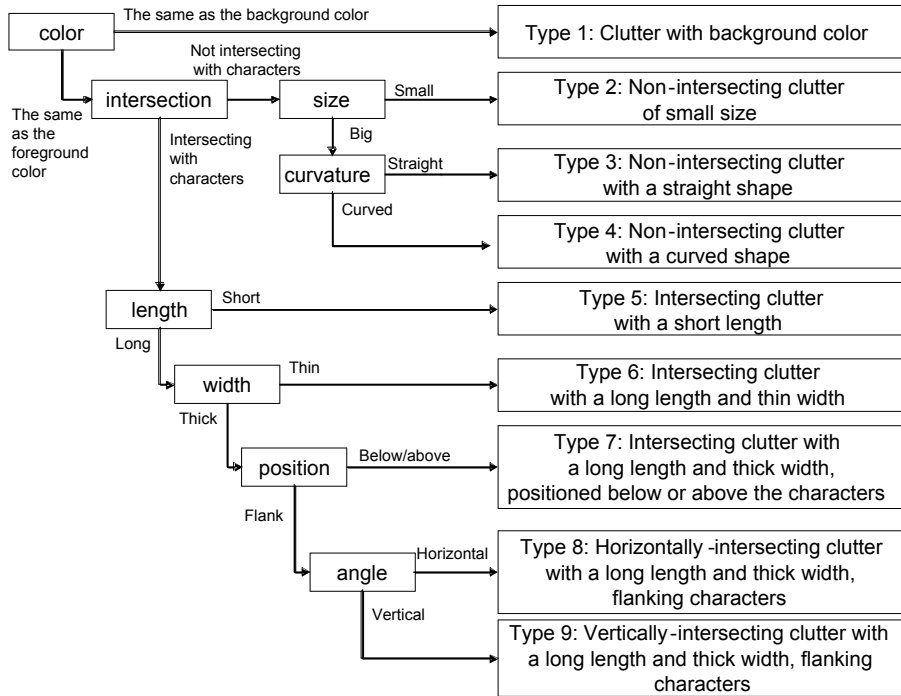 The same as the background color
color
Type 1: Clutter with background color
Not intersecting
with characters
The same
as the
foreground
color
intersection
size
Small
Type 2: Non-intersecting clutter
of small size
Intersecting
with
characters
Big
curvature
Straight
Type 3: Non-intersecting clutter
with a straight shape
Curved
Type 4: Non-intersecting clutter
with a curved shape
length
Short
Type 5: Intersecting clutter
with a short length
Long
width
Thin
Type 6: Intersecting clutter
with a long length and thin width
Thick
position
Below/above
Type 7: Intersecting clutter with
a long length and thick width,
positioned below or above the characters
Flank
angle
Horizontal
Type 8: Horizontally-intersecting clutter
with a long length and thick width,
flanking characters
Vertical
Type 9: Vertically-intersecting clutter with
a long length and thick width, flanking
characters